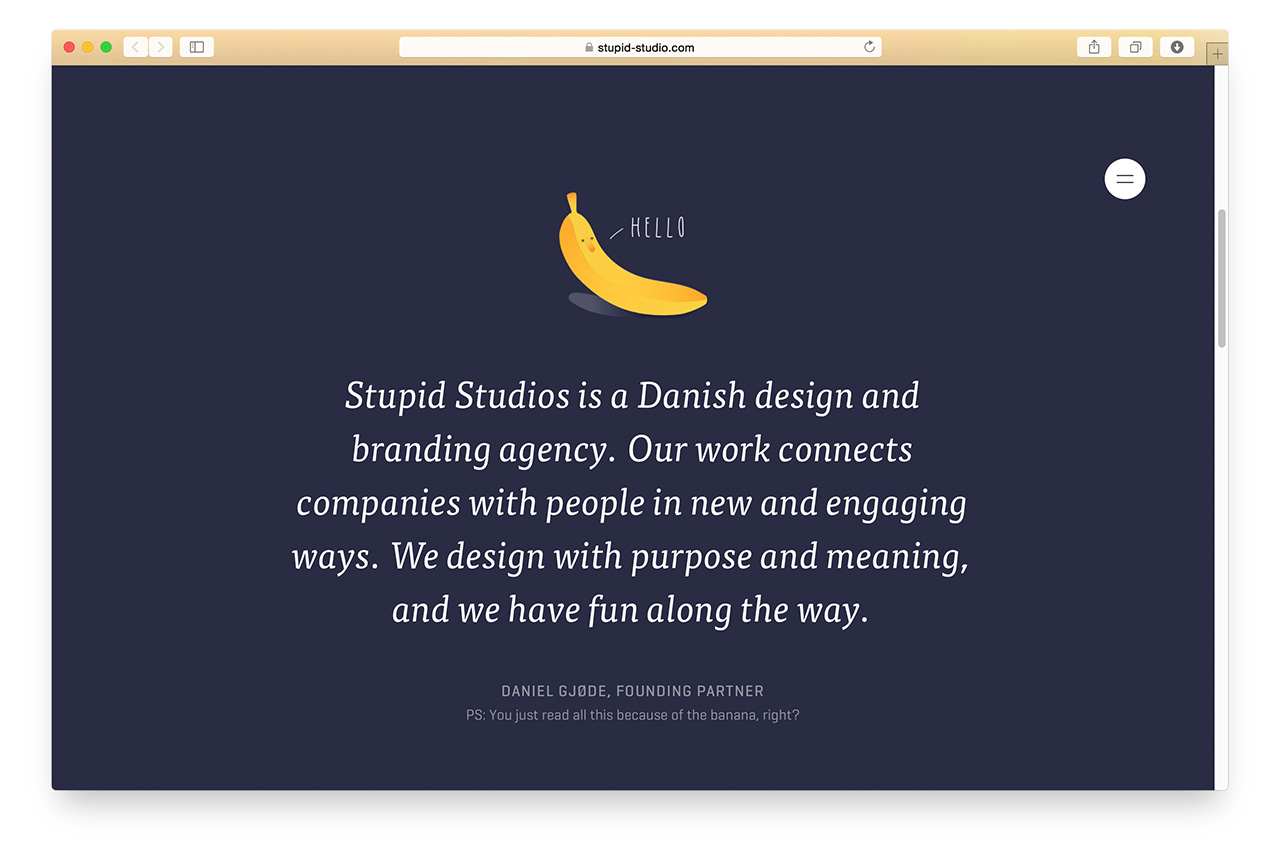 stupid-studio.com
HELLO
Stupid Studios is a Danish design and
branding agency. Our work connects
companies with people in new and engaging
ways. We design with purpose and meaning,
and we have fun along the way.
DANIEL GJØDE, FOUNDING PARTNER
PS: You just read all this because of the banana, right?